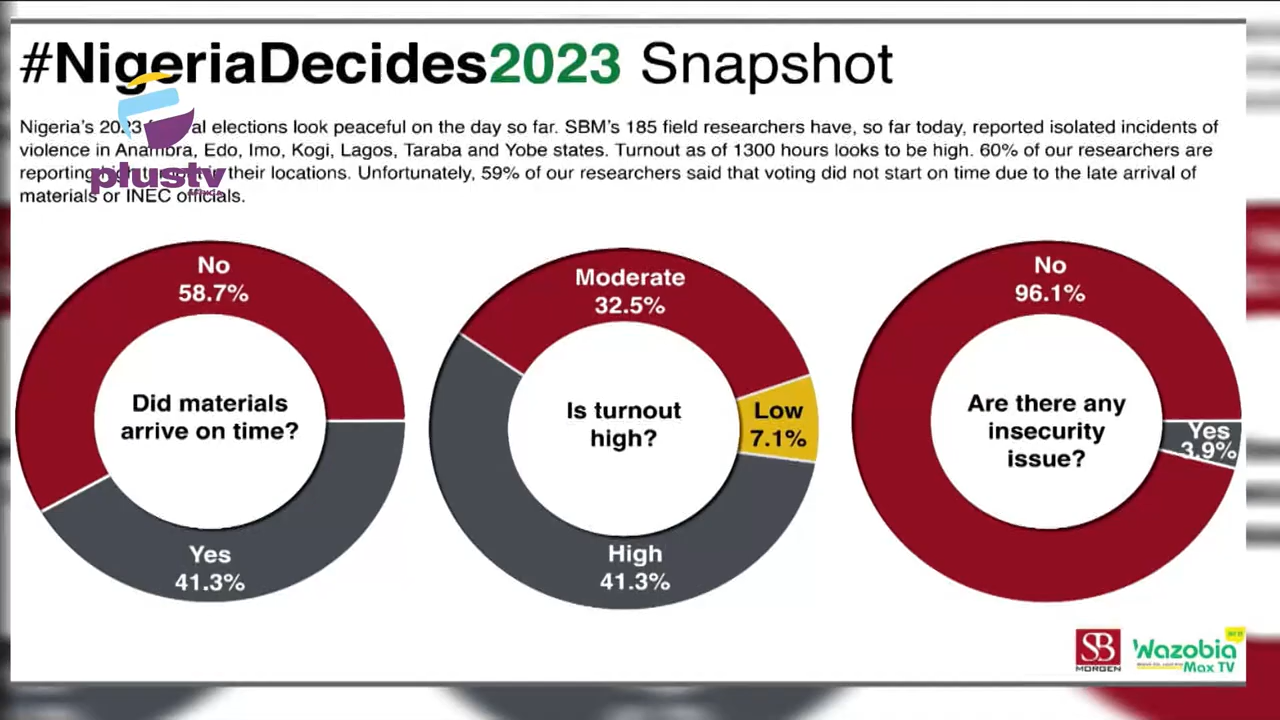 #NigeriaDecides2023 Snapshot
Nigeria's 2023 elections look peaceful on the day so far. SBM's 185 field researchers have, so far today, reported isolated incidents of
violence in Anambra, Edo, Imo, Kogi, Lagos, Taraba and Yobe states. Turnout as of 1300 hours looks to be high. 60% of our researchers are
reporting their locations. Unfortunately, 59% of our researchers said that voting did not start on time due to the late arrival of
materials or INEC officials.
plustv
AFRICA
No
58.7%
Did materials
arrive on time?
Yes
41.3%
Moderate
32.5%
Is turnout
high?
Low
7.1%
High
41.3%
No
96.1%
Are there any
insecurity
issue?
Yes
3.9%
SB
MORGEN
Wazobia
Max TV